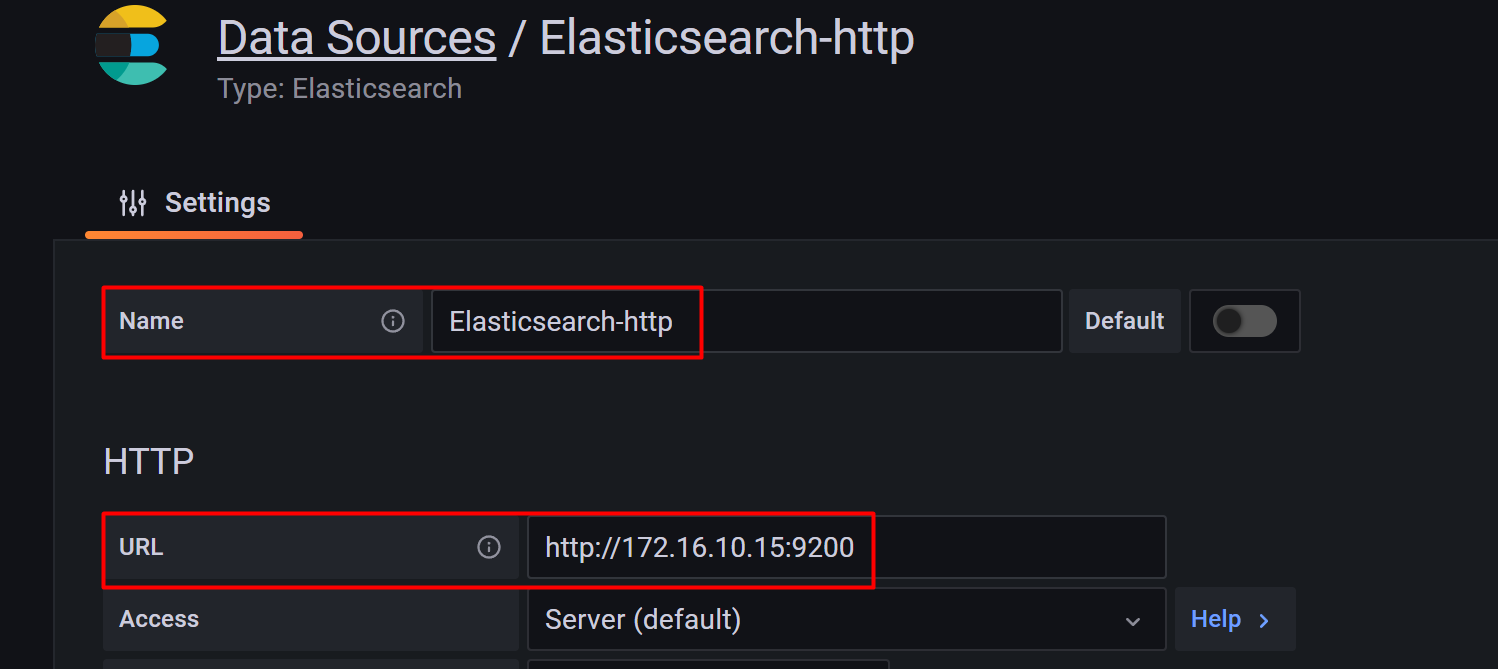 Data Sources / Elasticsearch-http
Type: Elasticsearch
Settings
Name Elasticsearch-http Default
HTTP
URL http://172.16.10.15:9200
Access Server (default) Help